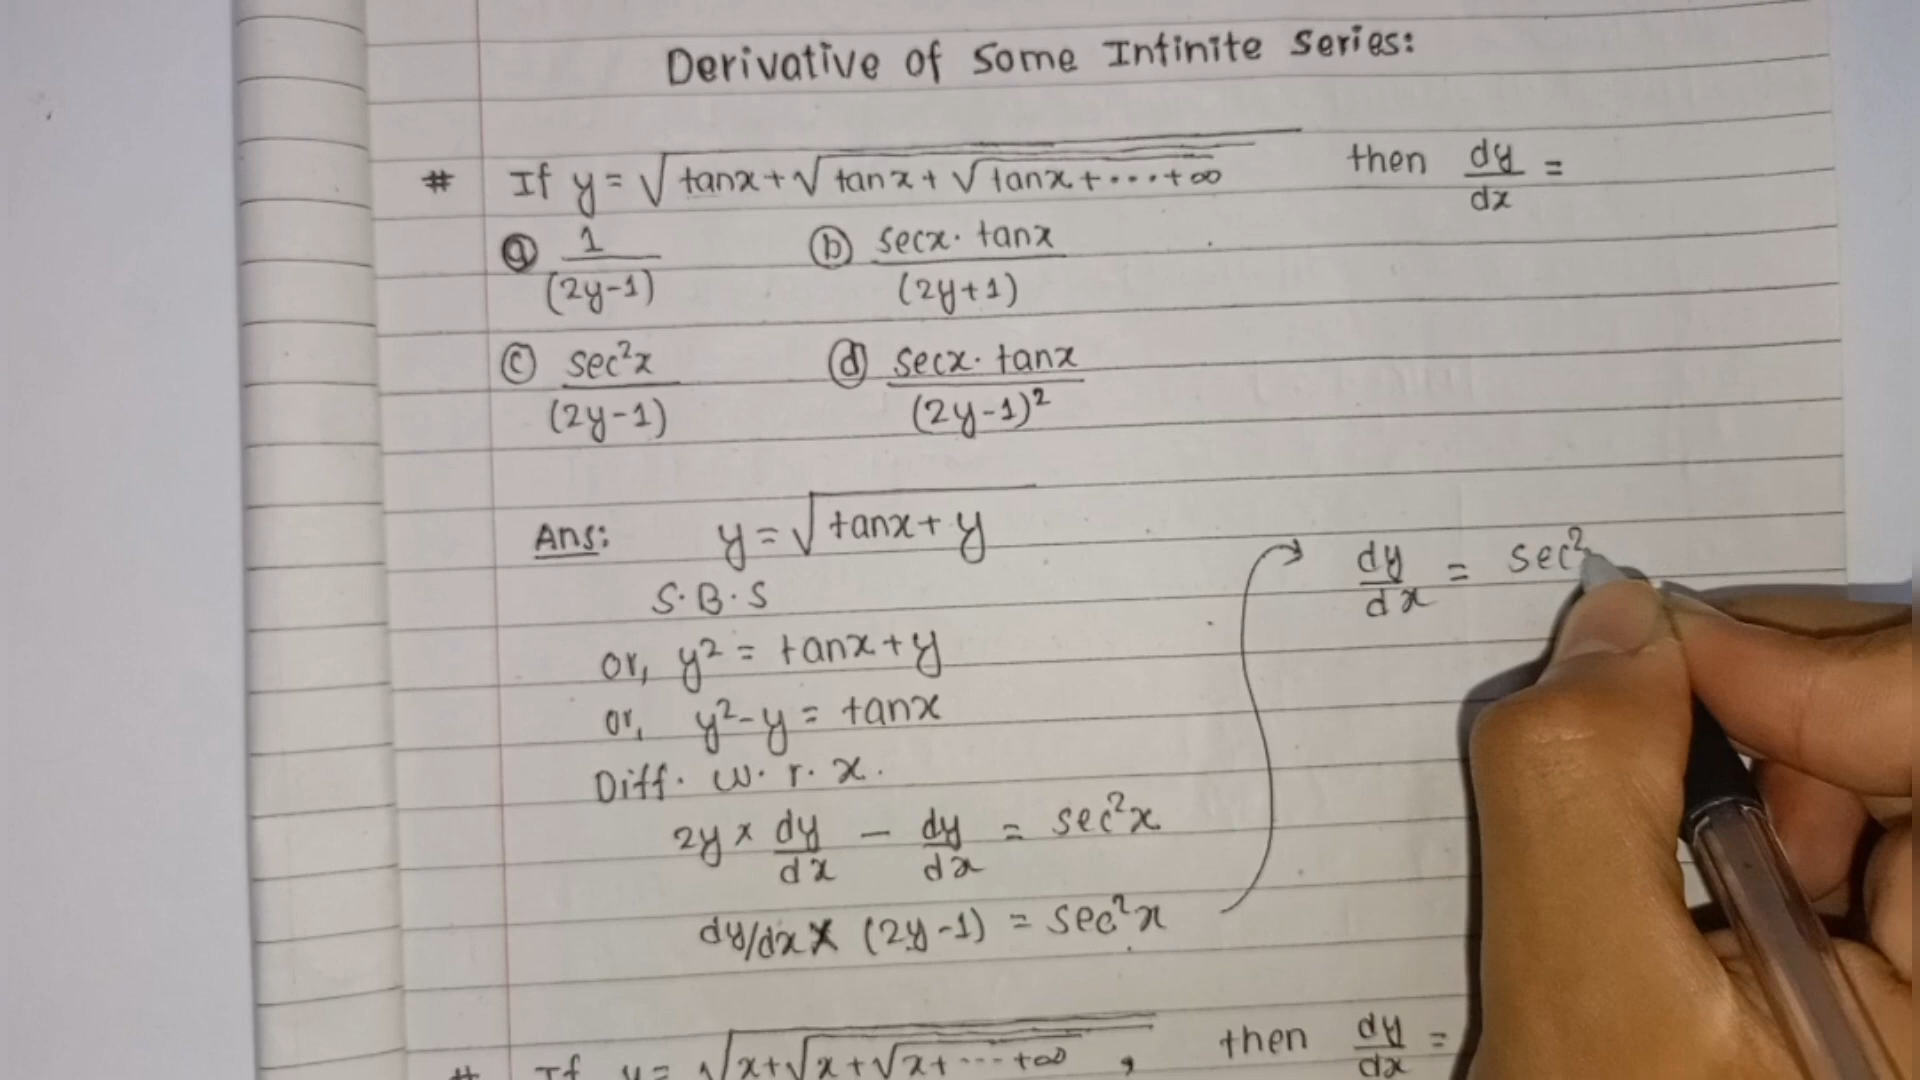 Derivative of Some Infinite Series:
# If y = √tanx + √tanx + √tanx + ... + ∞ then dy/dx =
ⓐ 1/(2y-1) ⓑ secx. tanx/(2y+1)
ⓒ sec²x/(2y-1) ⓓ secx. tanx/(2y-1)²
Ans: y = √tanx + y
S.B.S
or, y² = tanx + y
or, y² - y = tanx
Diff. w. r. x.
2y × dy/dx - dy/dx = sec²x
dy/dx × (2y-1) = sec²x
dy/dx = sec²
# If y = √x + √x + √x + ... + ∞ , then dy/dx =